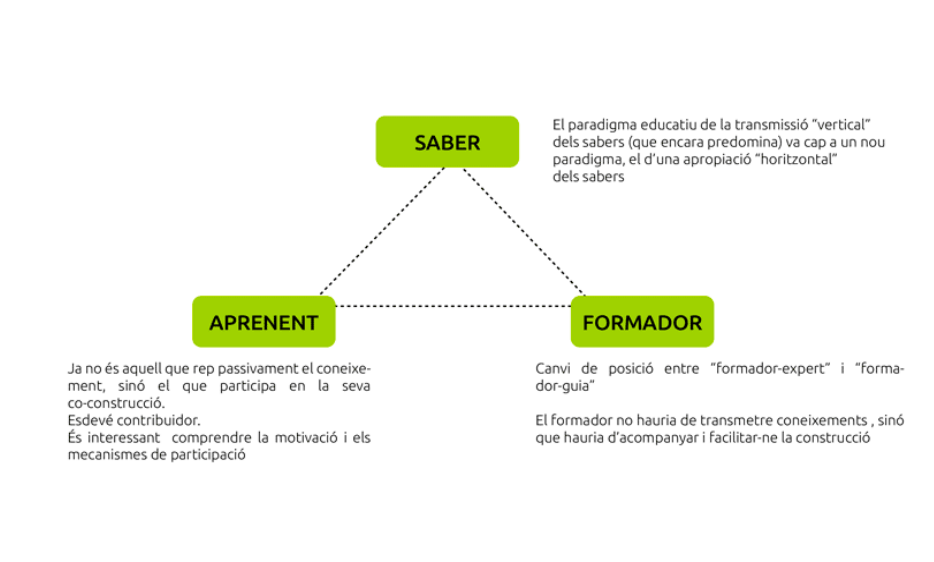 SABER
El paradigma educatiu de la transmissió “vertical”
dels sabers (que encara predomina) va cap a un nou
paradigma, el d’una apropiació “horitzontal”
dels sabers
APRENENT
Ja no és aquell que rep passivament el coneixe-
ment, sinó el que participa en la seva
co-construcció.
Esdevé contribuidor.
És interessant comprendre la motivació i els
mecanismes de participació
FORMADOR
Canvi de posició entre “formador-expert” i “forma-
dor-guia”
El formador no hauria de transmetre coneixements , sinó
que hauria d’acompanyar i facilitar-ne la construcció